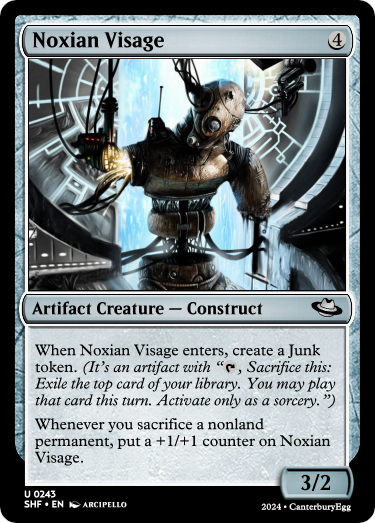 Noxian Visage 4
Artifact Creature — Construct
When Noxian Visage enters, create a Junk
token. (It's an artifact with “, Sacrifice this:
Exile the top card of your library. You may play
that card this turn. Activate only as a sorcery.”)
Whenever you sacrifice a nonland
permanent, put a +1/+1 counter on Noxian
Visage.
3/2
U 0243
SHF • EN ARCIPELLO
2024 • CanterburyEgg